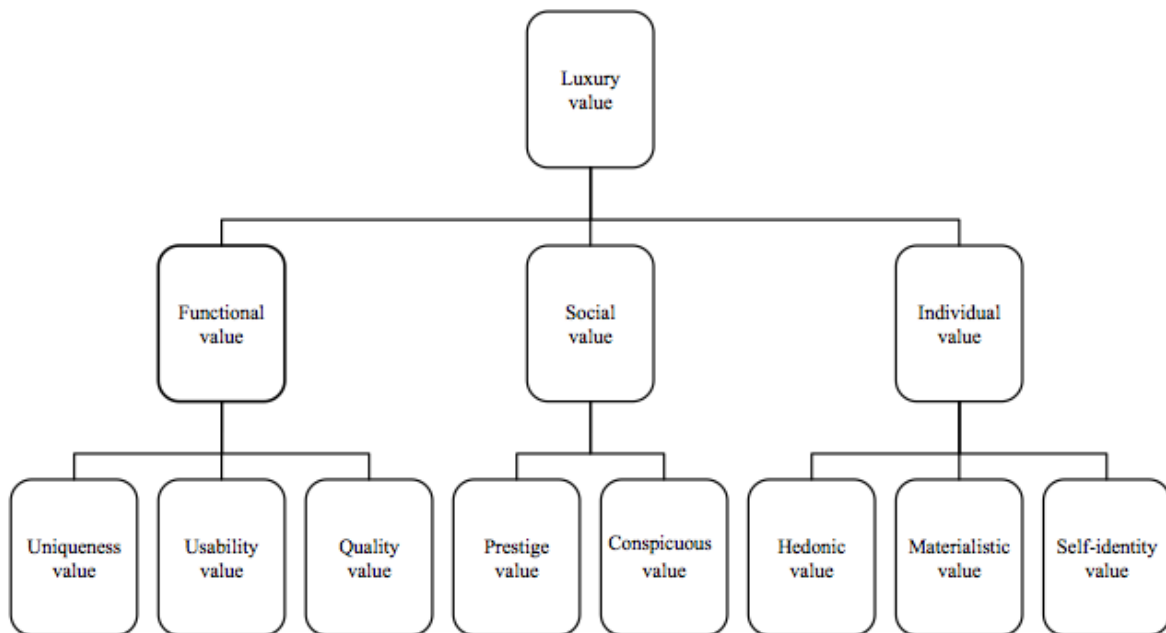 Luxury
value
Functional
value
Social
value
Individual
value
Uniqueness
value
Usability
value
Quality
value
Prestige
value
Conspicuous
value
Hedonic
value
Materialistic
value
Self-identity
value